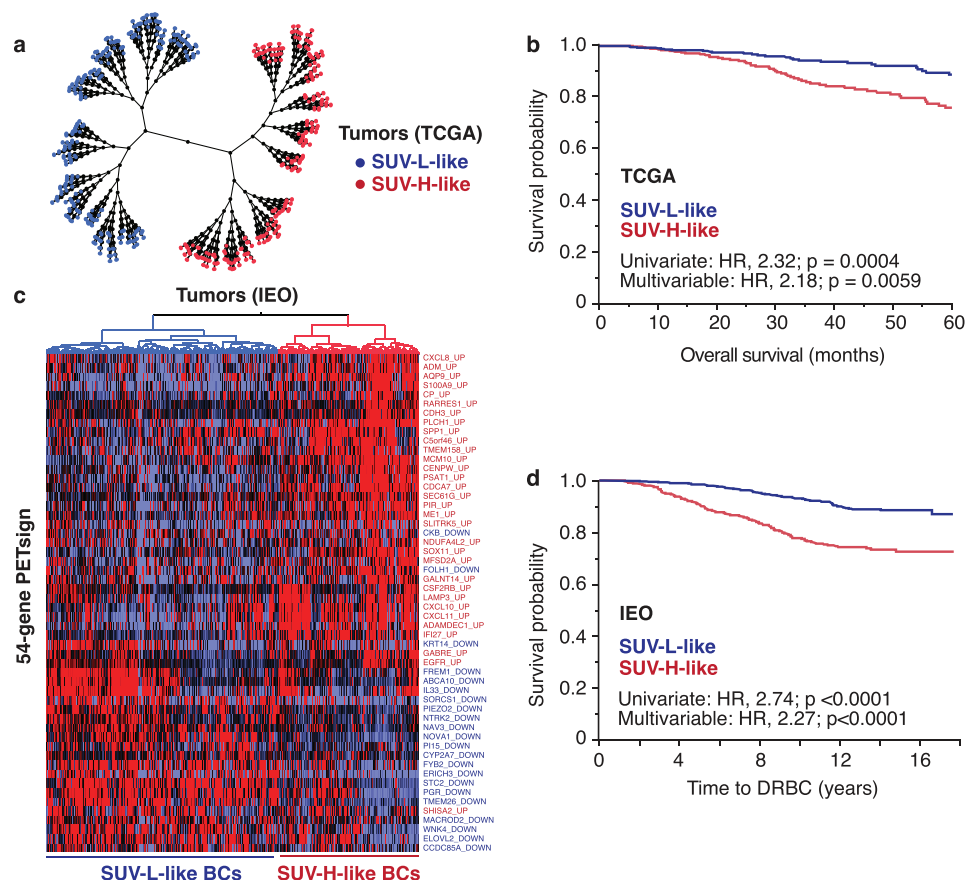 a
Tumors (TCGA)
SUV-L-like
SUV-H-like
b
1.0
0.8
0.6
0.4
0.2
0
Survival probability
TCGA
SUV-L-like
SUV-H-like
Univariate: HR, 2.32; p = 0.0004
Multivariable: HR, 2.18; p = 0.0059
0 10 20 30 40 50 60
Overall survival (months)
c
Tumors (IEO)
54-gene PETsign
CXCL8_UP
ADM_UP
AQP9_UP
S100A9_UP
CP_UP
RARRES1_UP
CDH3_UP
PLCH1_UP
SPP1_UP
C5orf46_UP
TMEM158_UP
MCM10_UP
CENPW_UP
PSAT1_UP
CDCA7_UP
SEC61G_UP
PIR_UP
ME1_UP
SLITRK5_UP
CKB_DOWN
NDUFA4L2_UP
SOX11_UP
MFSD2A_UP
FOLH1_DOWN
GALNT14_UP
CSF2RB_UP
LAMP3_UP
CXCL10_UP
CXCL11_UP
ADAMDEC1_UP
IFI27_UP
KRT14_DOWN
GABRE_UP
EGFR_UP
FREM1_DOWN
ABCA10_DOWN
IL33_DOWN
SORCS1_DOWN
PIEZO2_DOWN
NTRK2_DOWN
NAV3_DOWN
NOVA1_DOWN
PI15_DOWN
CYP2A7_DOWN
FYB2_DOWN
ERICH3_DOWN
STC2_DOWN
PGR_DOWN
TMEM26_DOWN
SHISA2_UP
MACROD2_DOWN
WNK4_DOWN
ELOVL2_DOWN
CCDC85A_DOWN
SUV-L-like BCs
SUV-H-like BCs
d
1.0
0.8
0.6
0.4
0.2
0
Survival probability
IEO
SUV-L-like
SUV-H-like
Univariate: HR, 2.74; p <0.0001
Multivariable: HR, 2.27; p<0.0001
0 4 8 12 16
Time to DRBC (years)